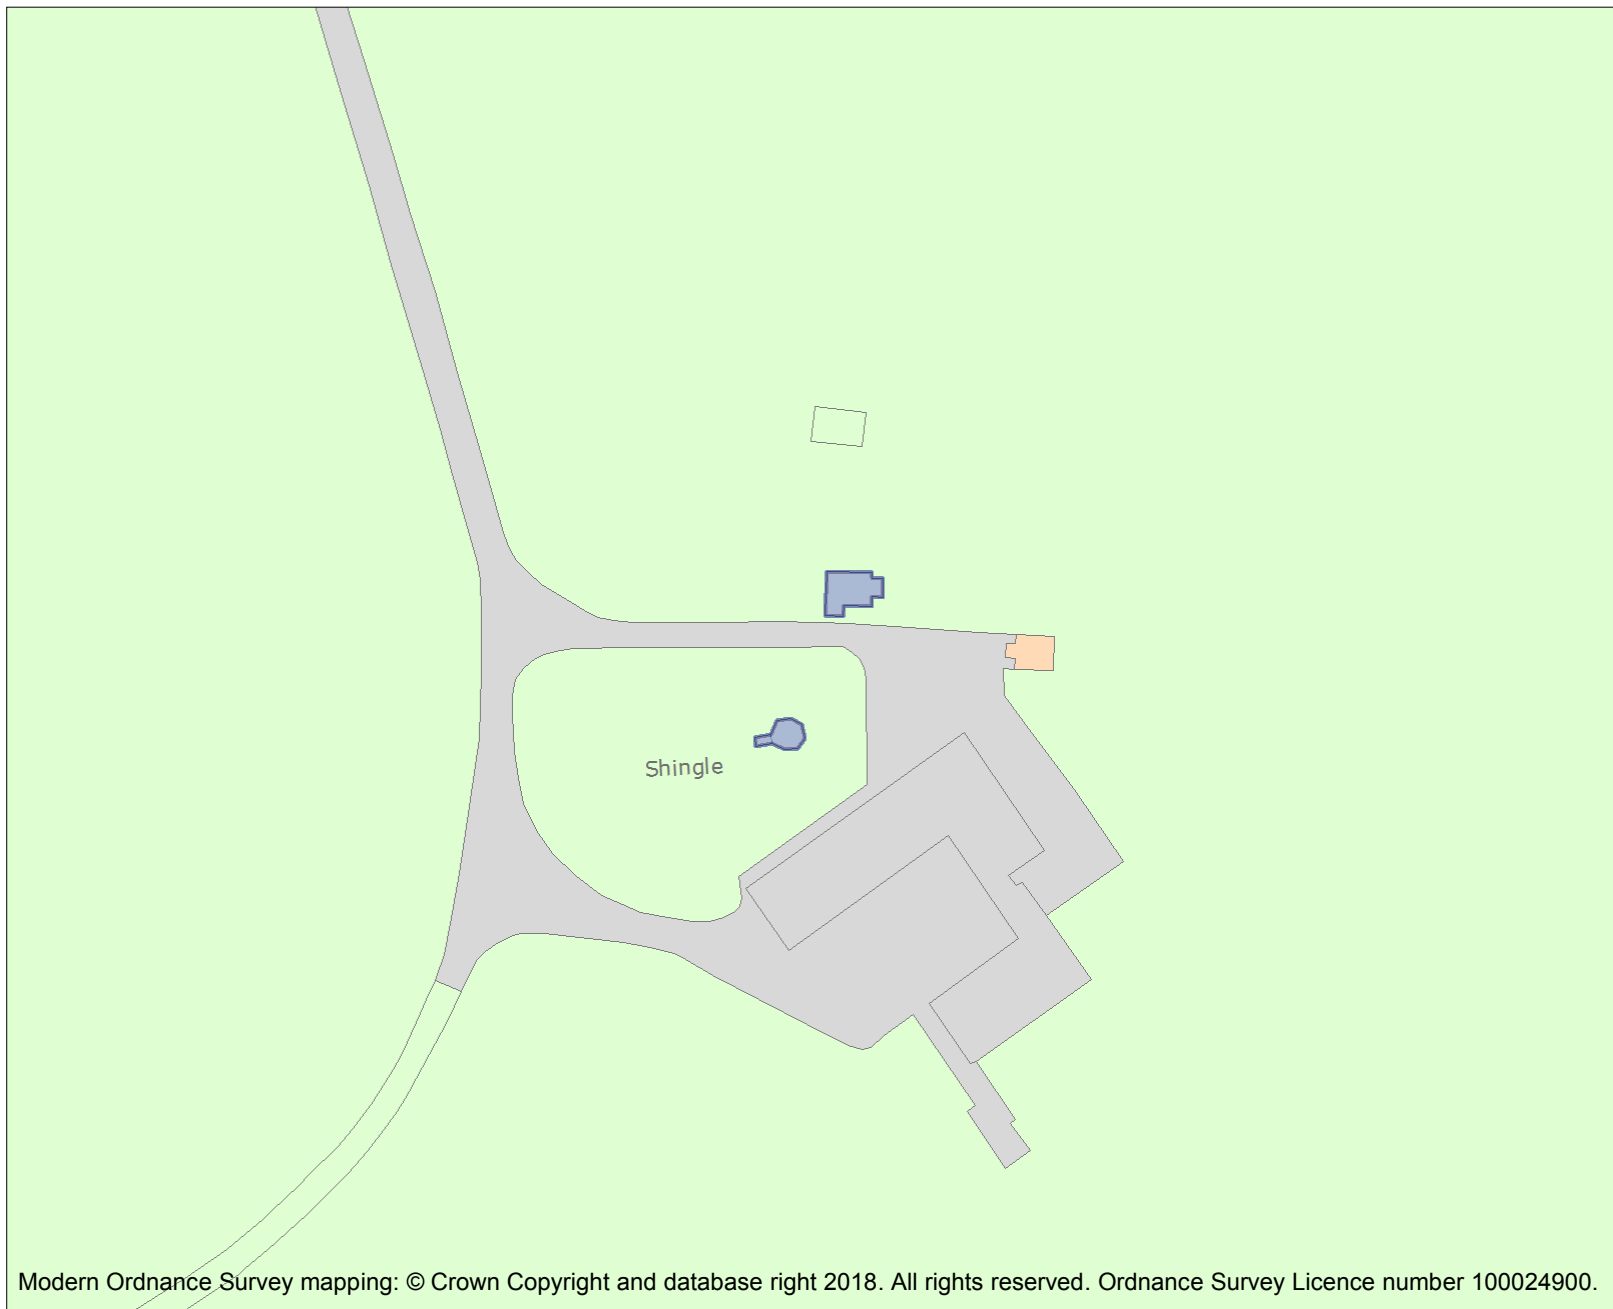 Shingle
Modern Ordnance Survey mapping: © Crown Copyright and database right 2018. All rights reserved. Ordnance Survey Licence number 100024900.